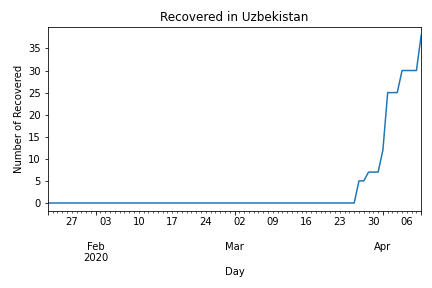 Recovered in Uzbekistan
Number of Recovered
35
30
25
20
15
10
5
0
27 03 10 17 24 02 09 16 23 30 06
Feb Mar Apr
2020
Day